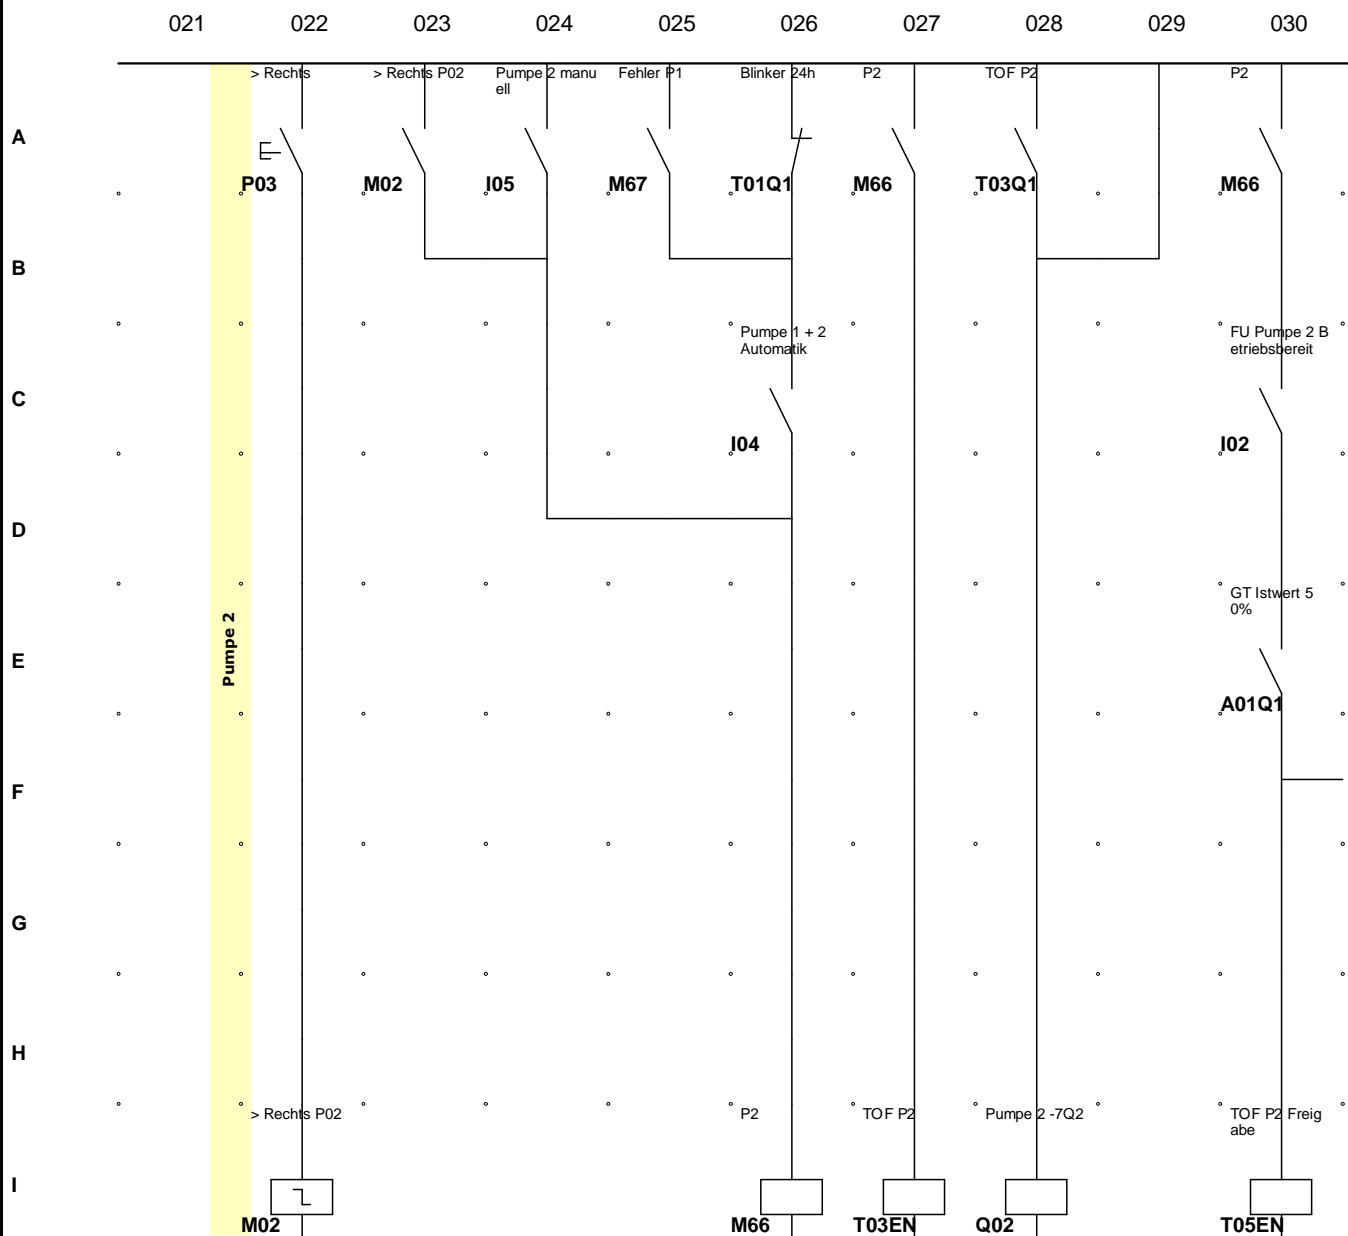 021 022 023 024 025 026 027 028 029 030
> Rechts > Rechts P02 Pumpe 2 manu Fehler P1 Blinker 24h P2 TOF P2 P2
ell
A
P03 M02 I05 M67 T01Q1 M66 T03Q1 M66
B
Pumpe 1 + 2 FU Pumpe 2 B
Automatik etriebsbereit
C
I04 I02
D
GT Istwert 5
0%
Pumpe 2
E
A01Q1
F
G
H
> Rechts P02 P2 TOF P2 Pumpe 2 -7Q2 TOF P2 Freig
abe
I
M02 M66 T03EN Q02 T05EN